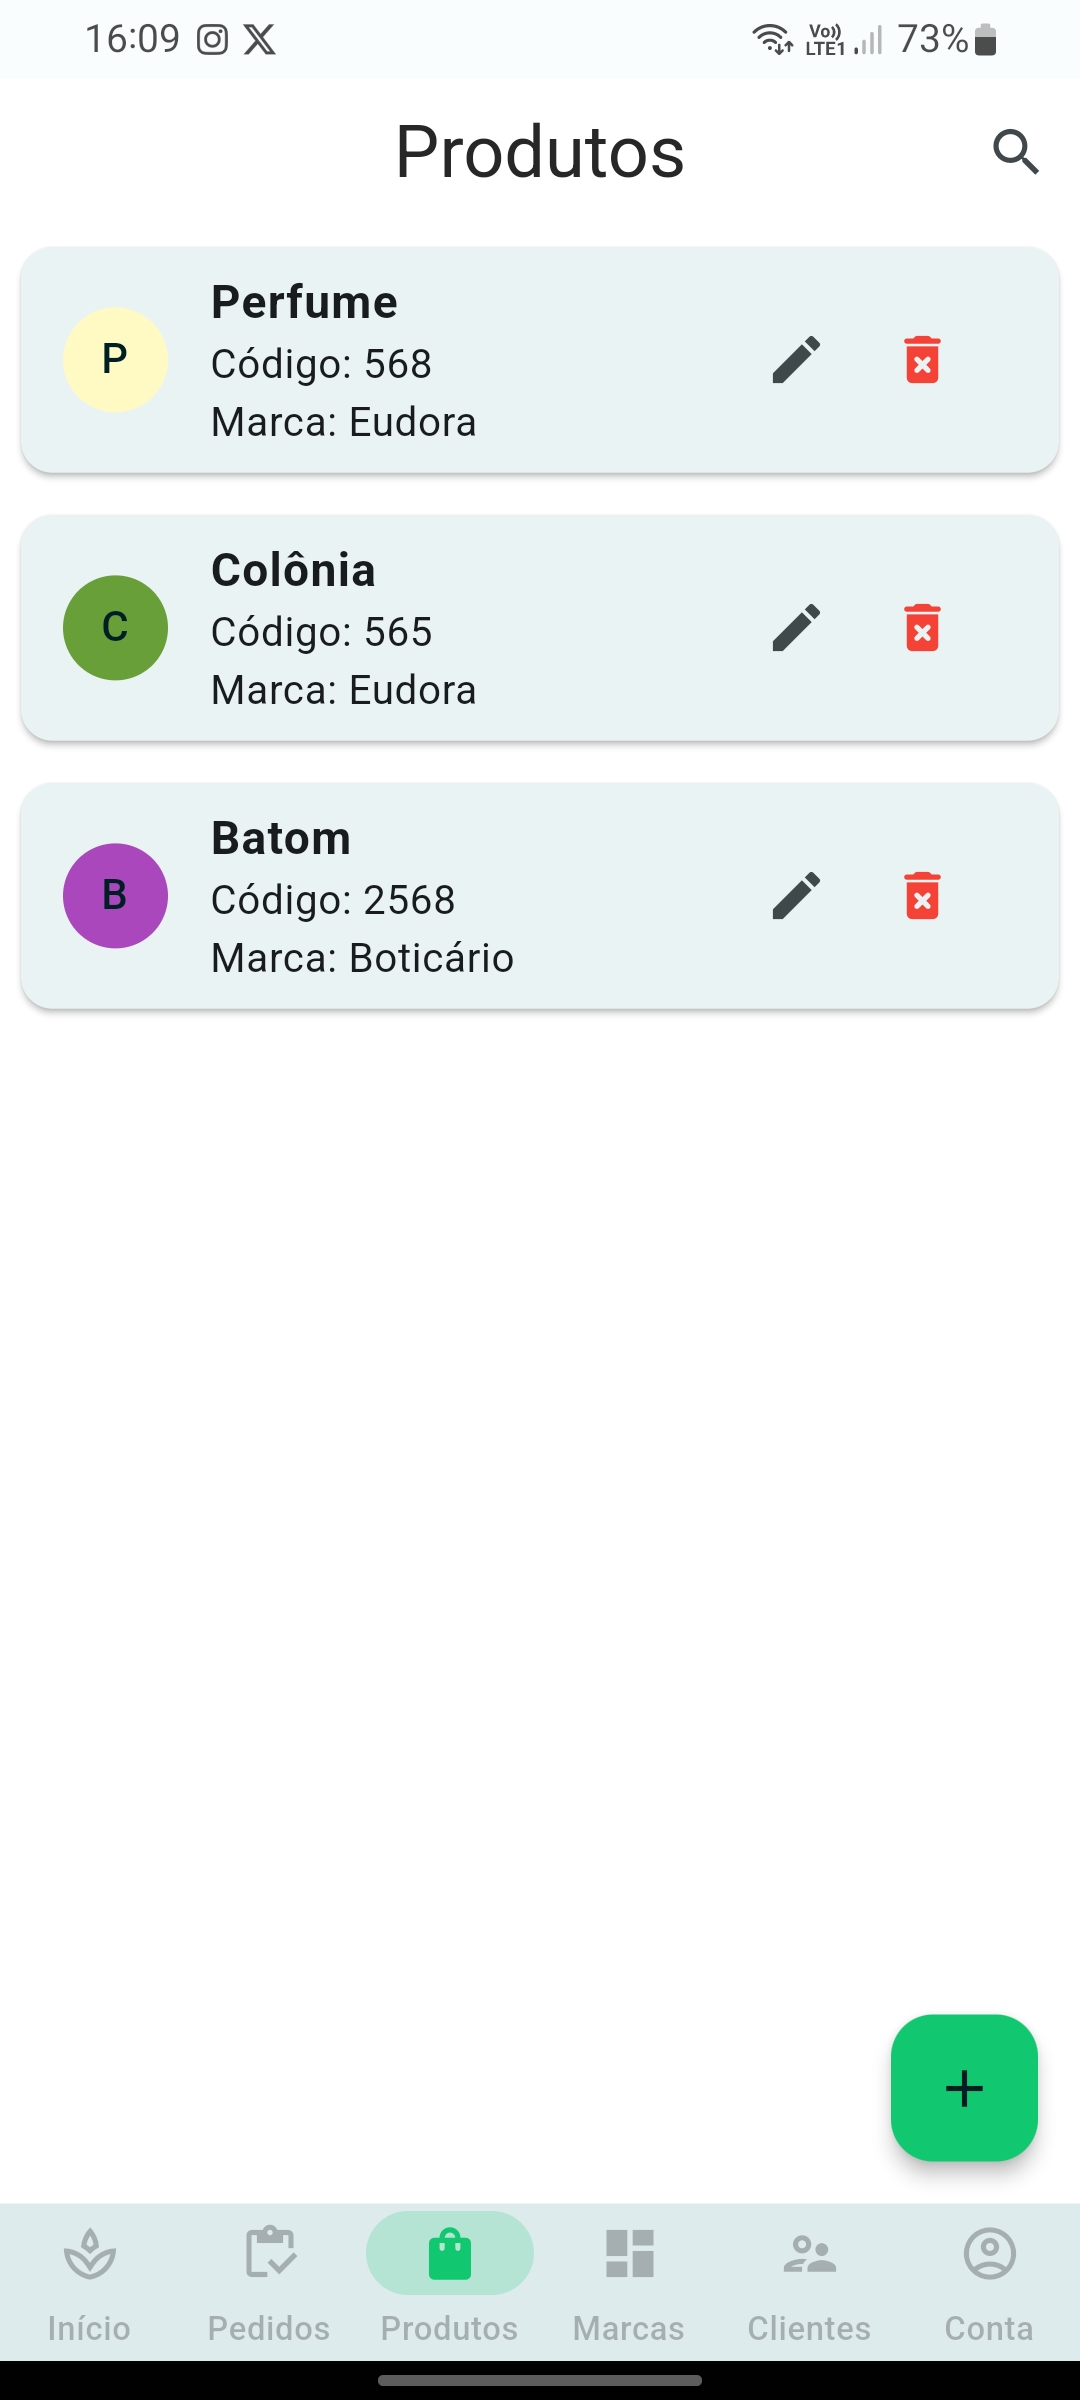 16:09 Vo)) LTE1 73%
Produtos
P
Perfume
Código: 568
Marca: Eudora
C
Colônia
Código: 565
Marca: Eudora
B
Batom
Código: 2568
Marca: Boticário
+
Início Pedidos Produtos Marcas Clientes Conta